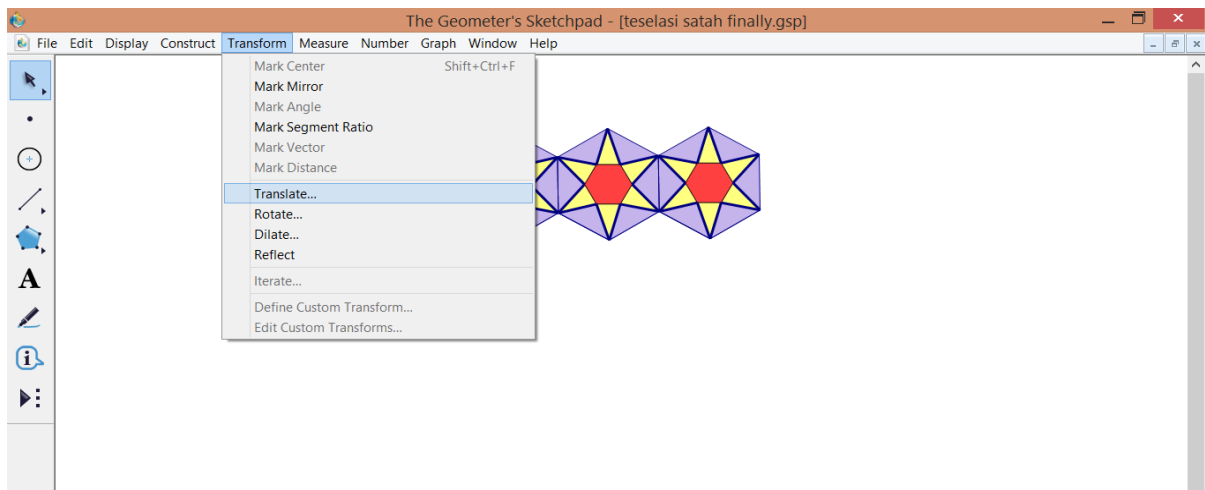 The Geometer's Sketchpad - [teselasi satah finally.gsp]
File Edit Display Construct Transform Measure Number Graph Window Help
Mark Center Shift+Ctrl+F
Mark Mirror
Mark Angle
Mark Segment Ratio
Mark Vector
Mark Distance
Translate...
Rotate...
Dilate...
Reflect
Iterate...
Define Custom Transform...
Edit Custom Transforms...
A
i